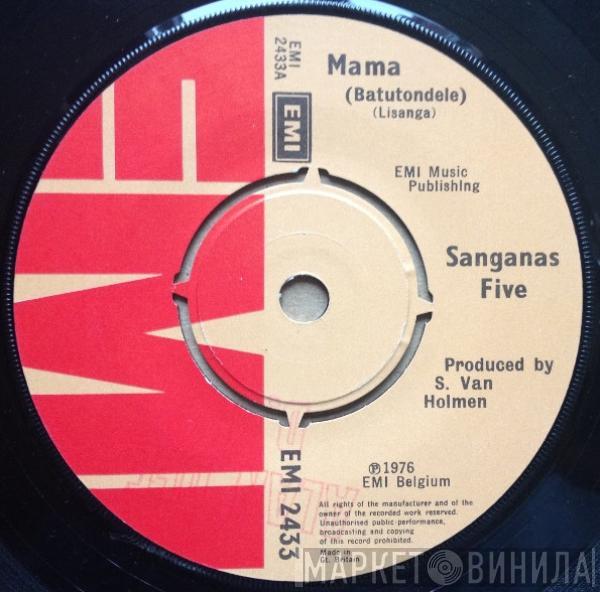 EMI
2433A
Mama
(Batutondele)
(Lisanga)
EMI
EMI Music
Publishing
Sanganas
Five
Produced by
S. Van
Holmen
EMI 2433
℗1976
EMI Belgium
All rights of the manufacturer and of the
owner of the recorded work reserved.
Unauthorised public performance,
broadcasting and copying
of this record prohibited.
Made in
Gt. Britain
EMI
МАРКЕТ ВИНИЛА